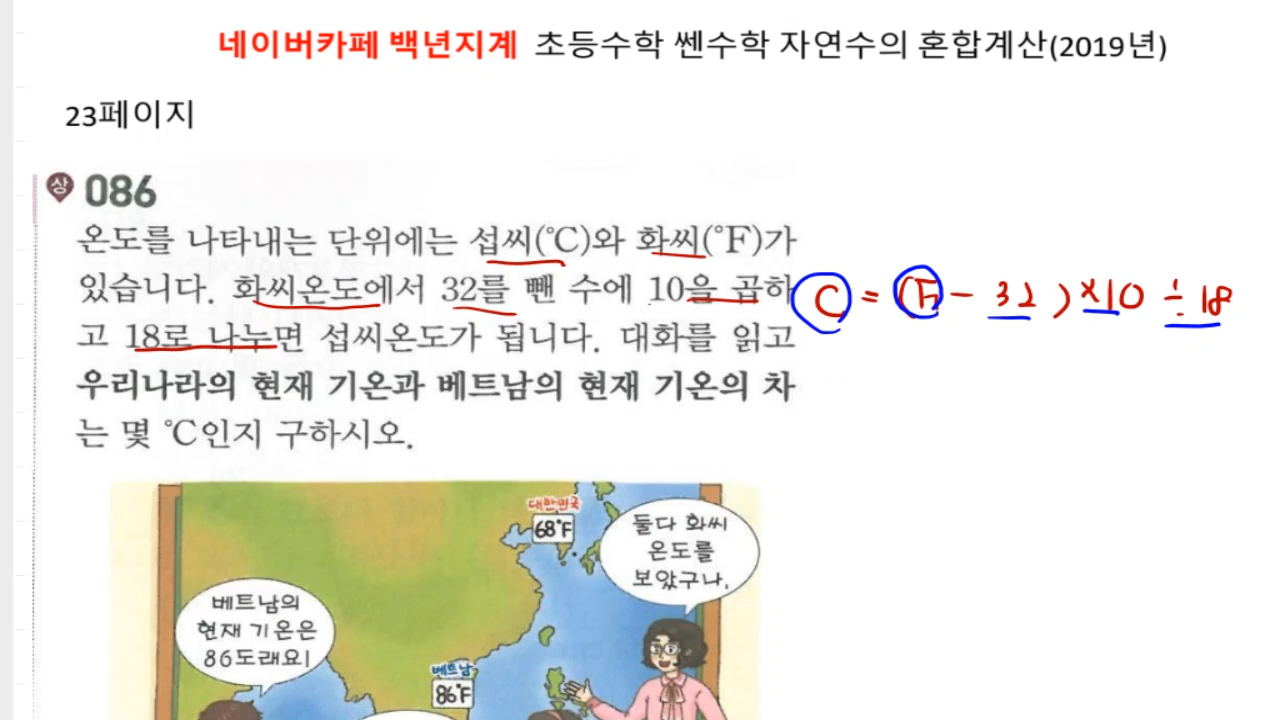 네이버카페 백년지계 초등수학 쎈수학 자연수의 혼합계산(2019년)
23페이지
상 086
온도를 나타내는 단위에는 섭씨(℃)와 화씨(℉)가
있습니다. 화씨온도에서 32를 뺀 수에 10을 곱하
고 18로 나누면 섭씨온도가 됩니다. 대화를 읽고
우리나라의 현재 기온과 베트남의 현재 기온의 차
는 몇 ℃인지 구하시오.
C = (F - 32) × 10 ÷ 18
대한민국
68°F
둘다 화씨
온도를
보았구나.
베트남의
현재 기온은
86도래요!
베트남
86°F